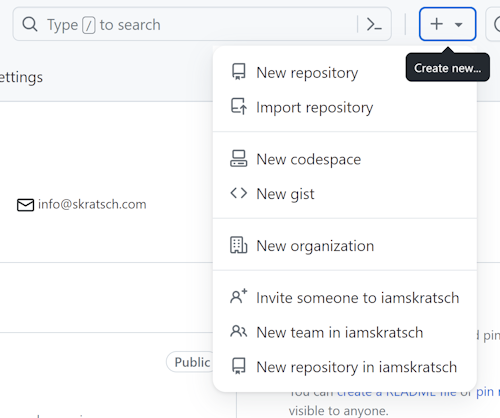 Type / to search
Create new...
ettings
New repository
Import repository
New codespace
New gist
info@skratsch.com
New organization
Invite someone to iamskratsch
New team in iamskratsch
New repository in iamskratsch
Public
You can create a README file or pin
visible to anyone.